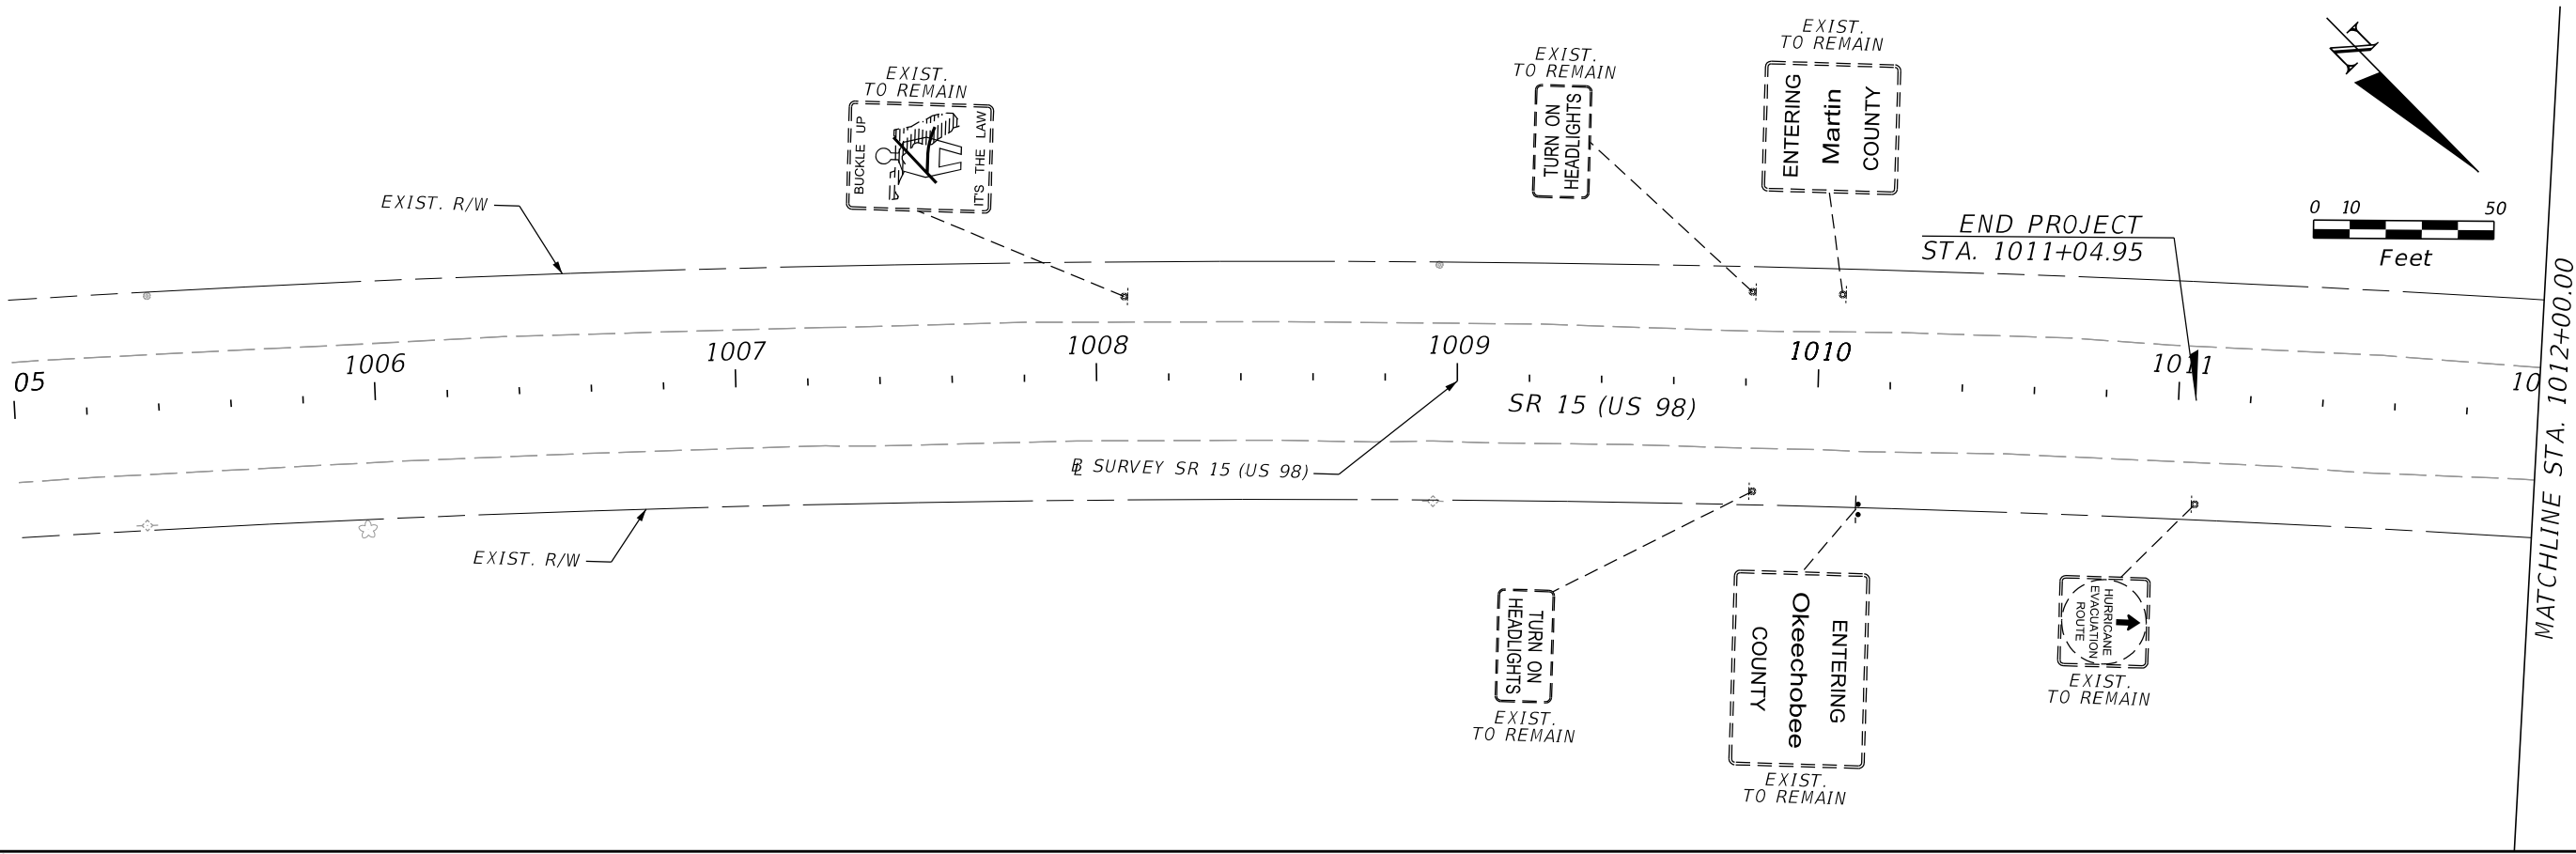 EXIST.
TO REMAIN
BUCKLE UP
IT'S THE LAW
EXIST.
TO REMAIN
TURN ON
HEADLIGHTS
EXIST.
TO REMAIN
ENTERING
Martin
COUNTY
N
0 10 50
Feet
END PROJECT
STA. 1011+04.95
EXIST. R/W
05
1006
1007
1008
1009
1010
1011
10
SR 15 (US 98)
BL SURVEY SR 15 (US 98)
EXIST. R/W
TURN ON
HEADLIGHTS
EXIST.
TO REMAIN
ENTERING
Okeechobee
COUNTY
EXIST.
TO REMAIN
HURRICANE
EVACUATION
ROUTE
EXIST.
TO REMAIN
MATCHLINE STA. 1012+00.00